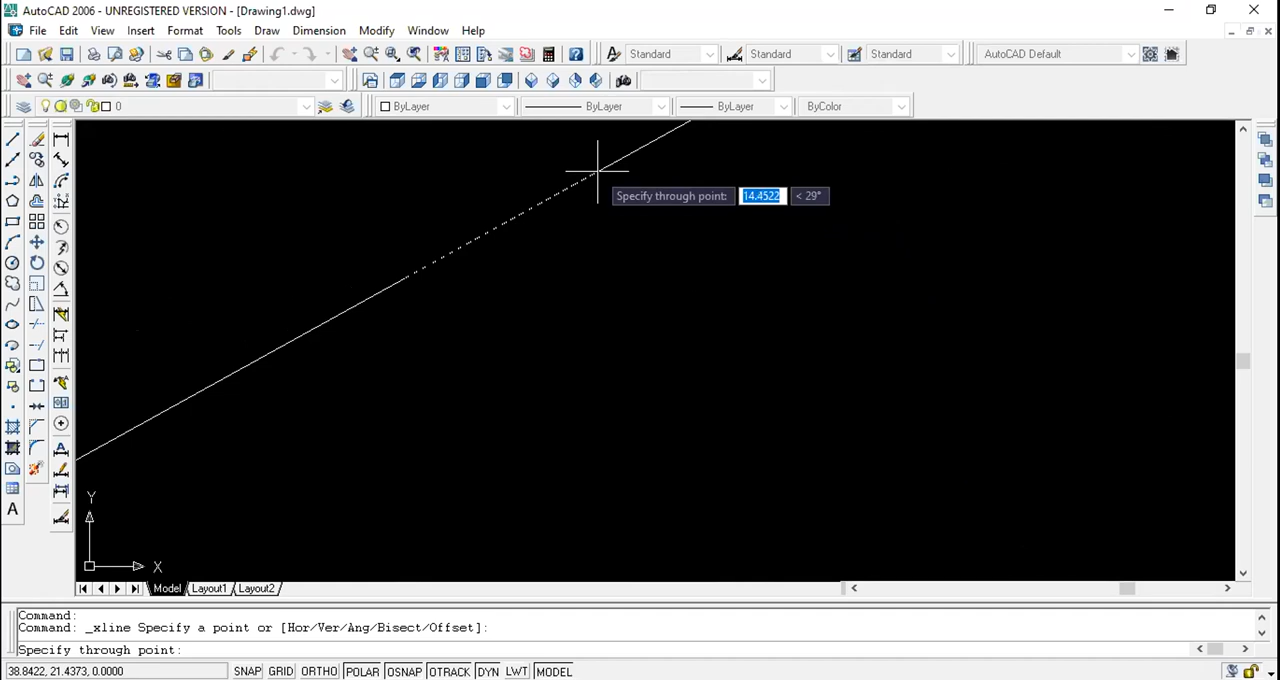 AutoCAD 2006 - UNREGISTERED VERSION - [Drawing1.dwg]
File Edit View Insert Format Tools Draw Dimension Modify Window Help
Standard Standard Standard AutoCAD Default
0 ByLayer ByLayer ByLayer ByColor
Specify through point: 14.4522 < 29°
A
A
Y
X
Model Layout1 Layout2
Command:
Command: _xline Specify a point or [Hor/Ver/Ang/Bisect/Offset]:
Specify through point:
38.8422, 21.4373, 0.0000 SNAP GRID ORTHO POLAR OSNAP OTRACK DYN LWT MODEL